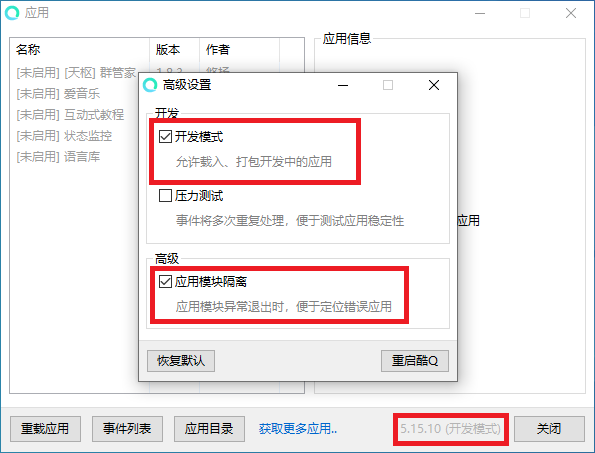 应用
名称 版本 作者
应用信息
[未启用] [天枢] 群管家 1.8.3 悠杨
[未启用] 爱音乐
[未启用] 互动式教程
[未启用] 状态监控
[未启用] 语言库
高级设置
开发
开发模式
允许载入、打包开发中的应用
压力测试
事件将多次重复处理，便于测试应用稳定性
应用
高级
应用模块隔离
应用模块异常退出时，便于定位错误应用
恢复默认 重启酷Q
重载应用 事件列表 应用目录 获取更多应用.. 5.15.10 (开发模式) 关闭